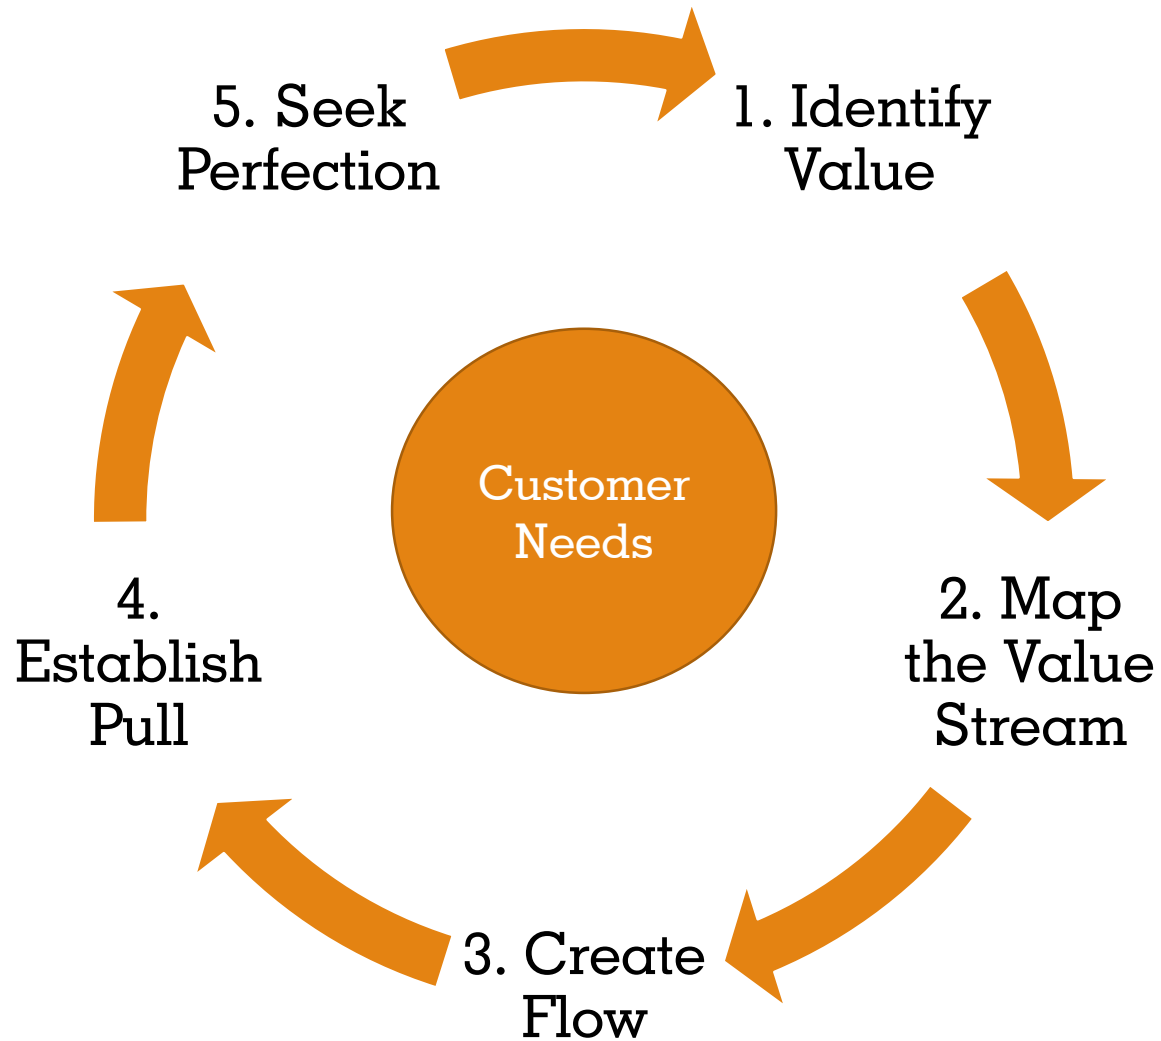 1. Identify
Value
2. Map
the Value
Stream
3. Create
Flow
4.
Establish
Pull
5. Seek
Perfection
Customer
Needs